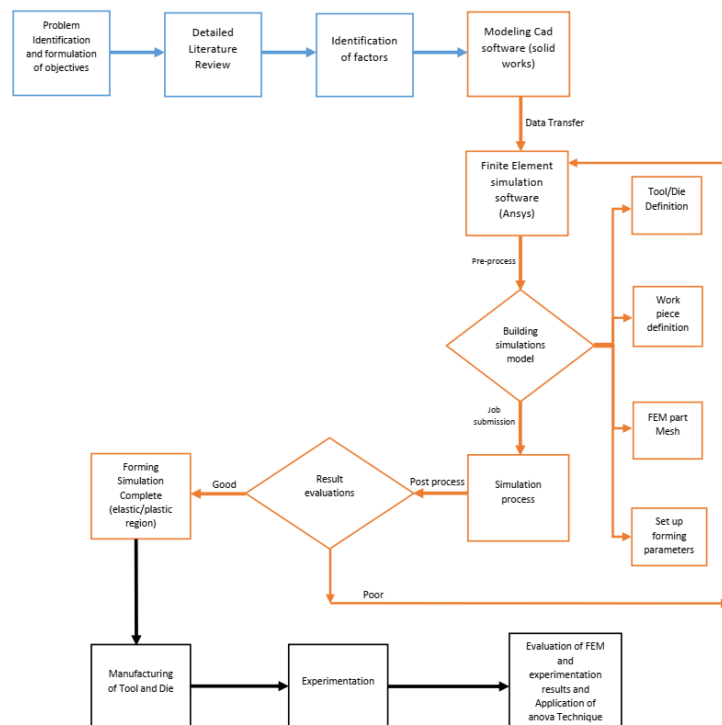 Problem
Identification
and formulation
of objectives
Detailed
Literature
Review
Identification
of factors
Modeling Cad
software (solid
works)
Data Transfer
Finite Element
simulation
software
(Ansys)
Pre-process
Building
simulations
model
Tool/Die
Definition
Work
piece
definition
FEM part
Mesh
Set up
forming
parameters
Job
submission
Simulation
process
Post process
Result
evaluations
Good
Forming
Simulation
Complete
(elastic/plastic
region)
Poor
Manufacturing
of Tool and Die
Experimentation
Evaluation of FEM
and
experimentation
results and
Application of
anova Technique